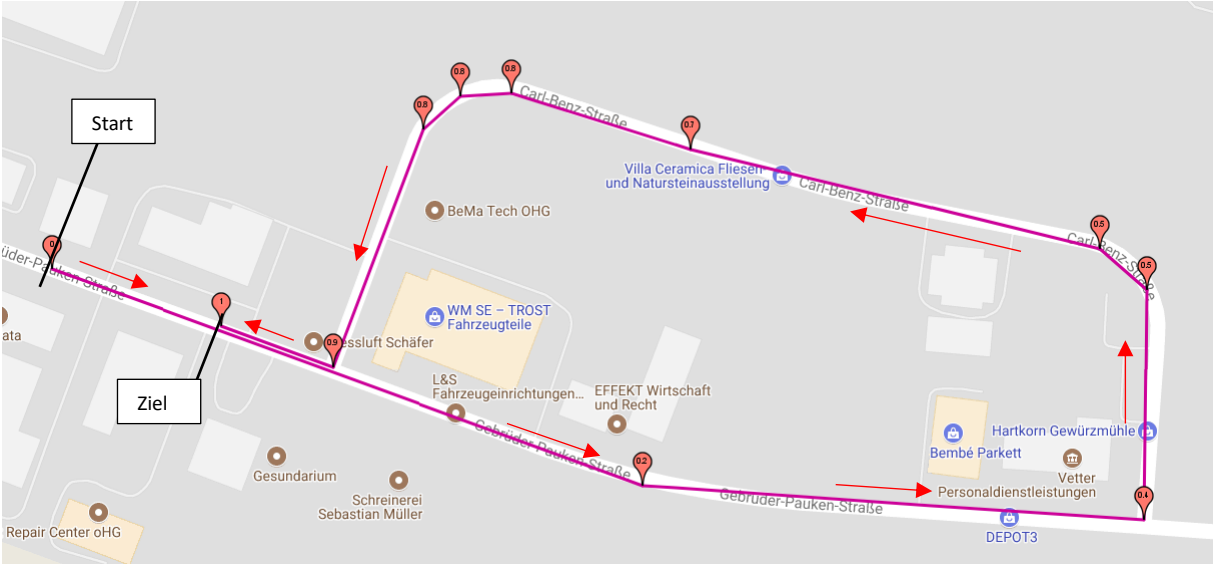 0.8
0.8
Carl-Benz-Straße
0.8
Start
0.7
Villa Ceramica Fliesen
und Natursteinausstellung
Carl-Benz-Straße
BeMa Tech OHG
0.5
Carl-Benz-Straße
0.5
0
üder-Pauken Straße
1
WM SE – TROST
Fahrzeugteile
ata
essluft Schäfer
0.9
Ziel
L&S
Fahrzeugeinrichtungen...
EFFEKT Wirtschaft
und Recht
Gebrüder-Pauken-Straße
Hartkorn Gewürzmühle
Bembé Parkett
0.2
Gesundarium
Vetter
Personaldienstleistungen
Schreinerei
Sebastian Müller
Gebrüder-Pauken-Straße
0.4
Repair Center oHG
DEPOT3